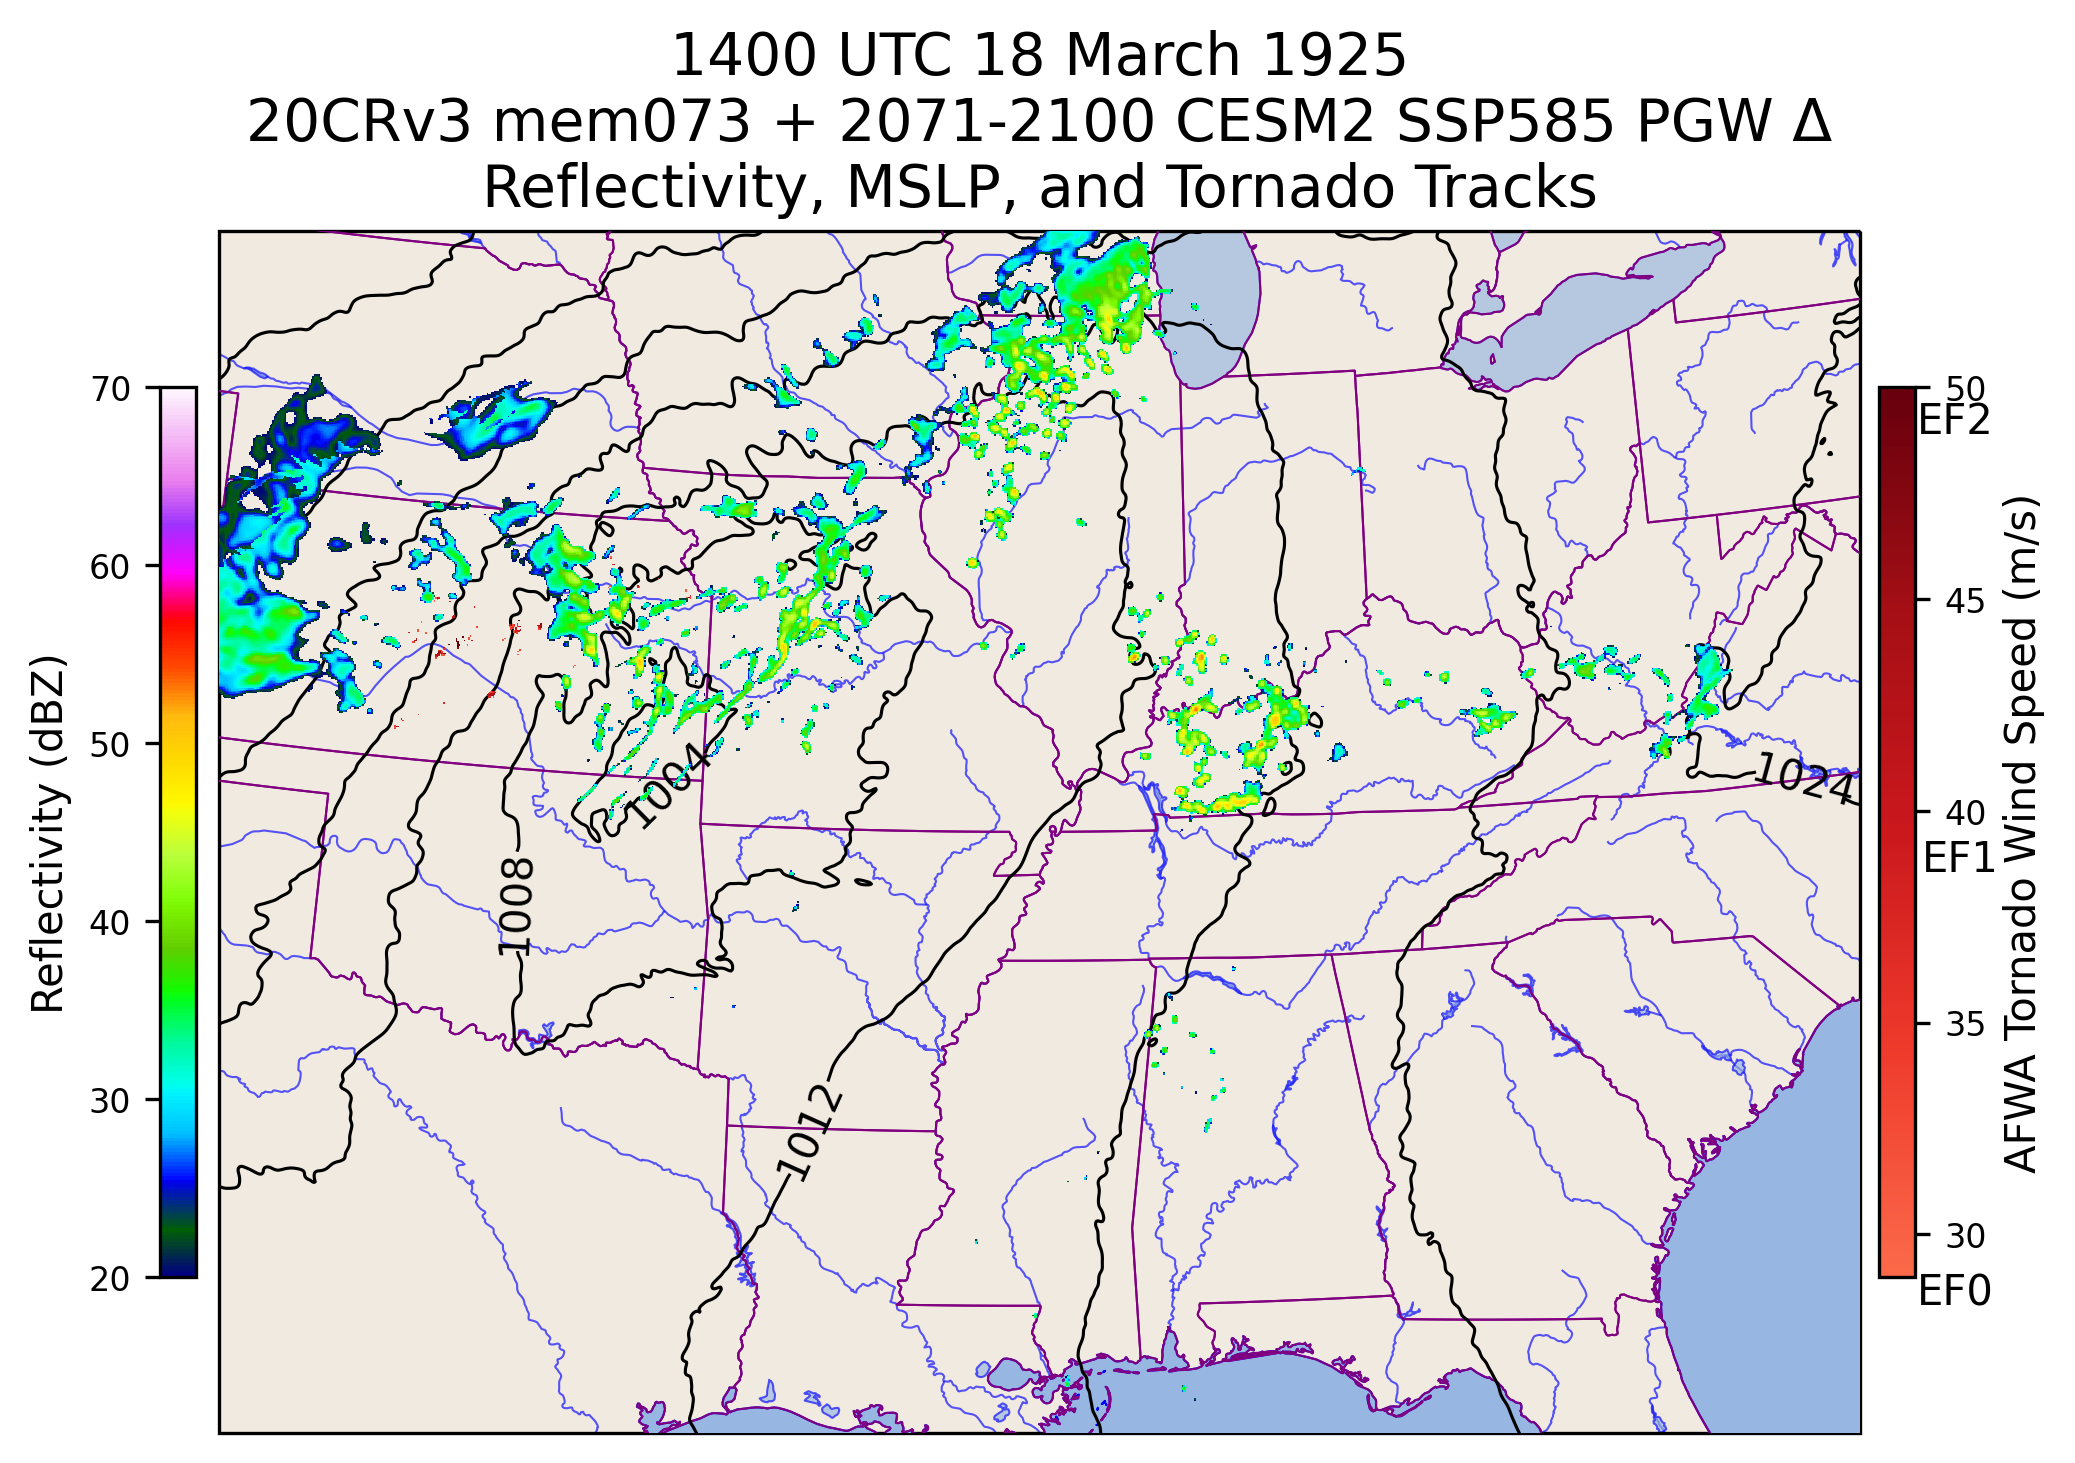 1400 UTC 18 March 1925
20CRv3 mem073 + 2071-2100 CESM2 SSP585 PGW Δ
Reflectivity, MSLP, and Tornado Tracks
Reflectivity (dBZ)
70
60
50
40
30
20
1004
1008
1012
1024
50
EF2
45
40
EF1
35
30
EF0
AFWA Tornado Wind Speed (m/s)